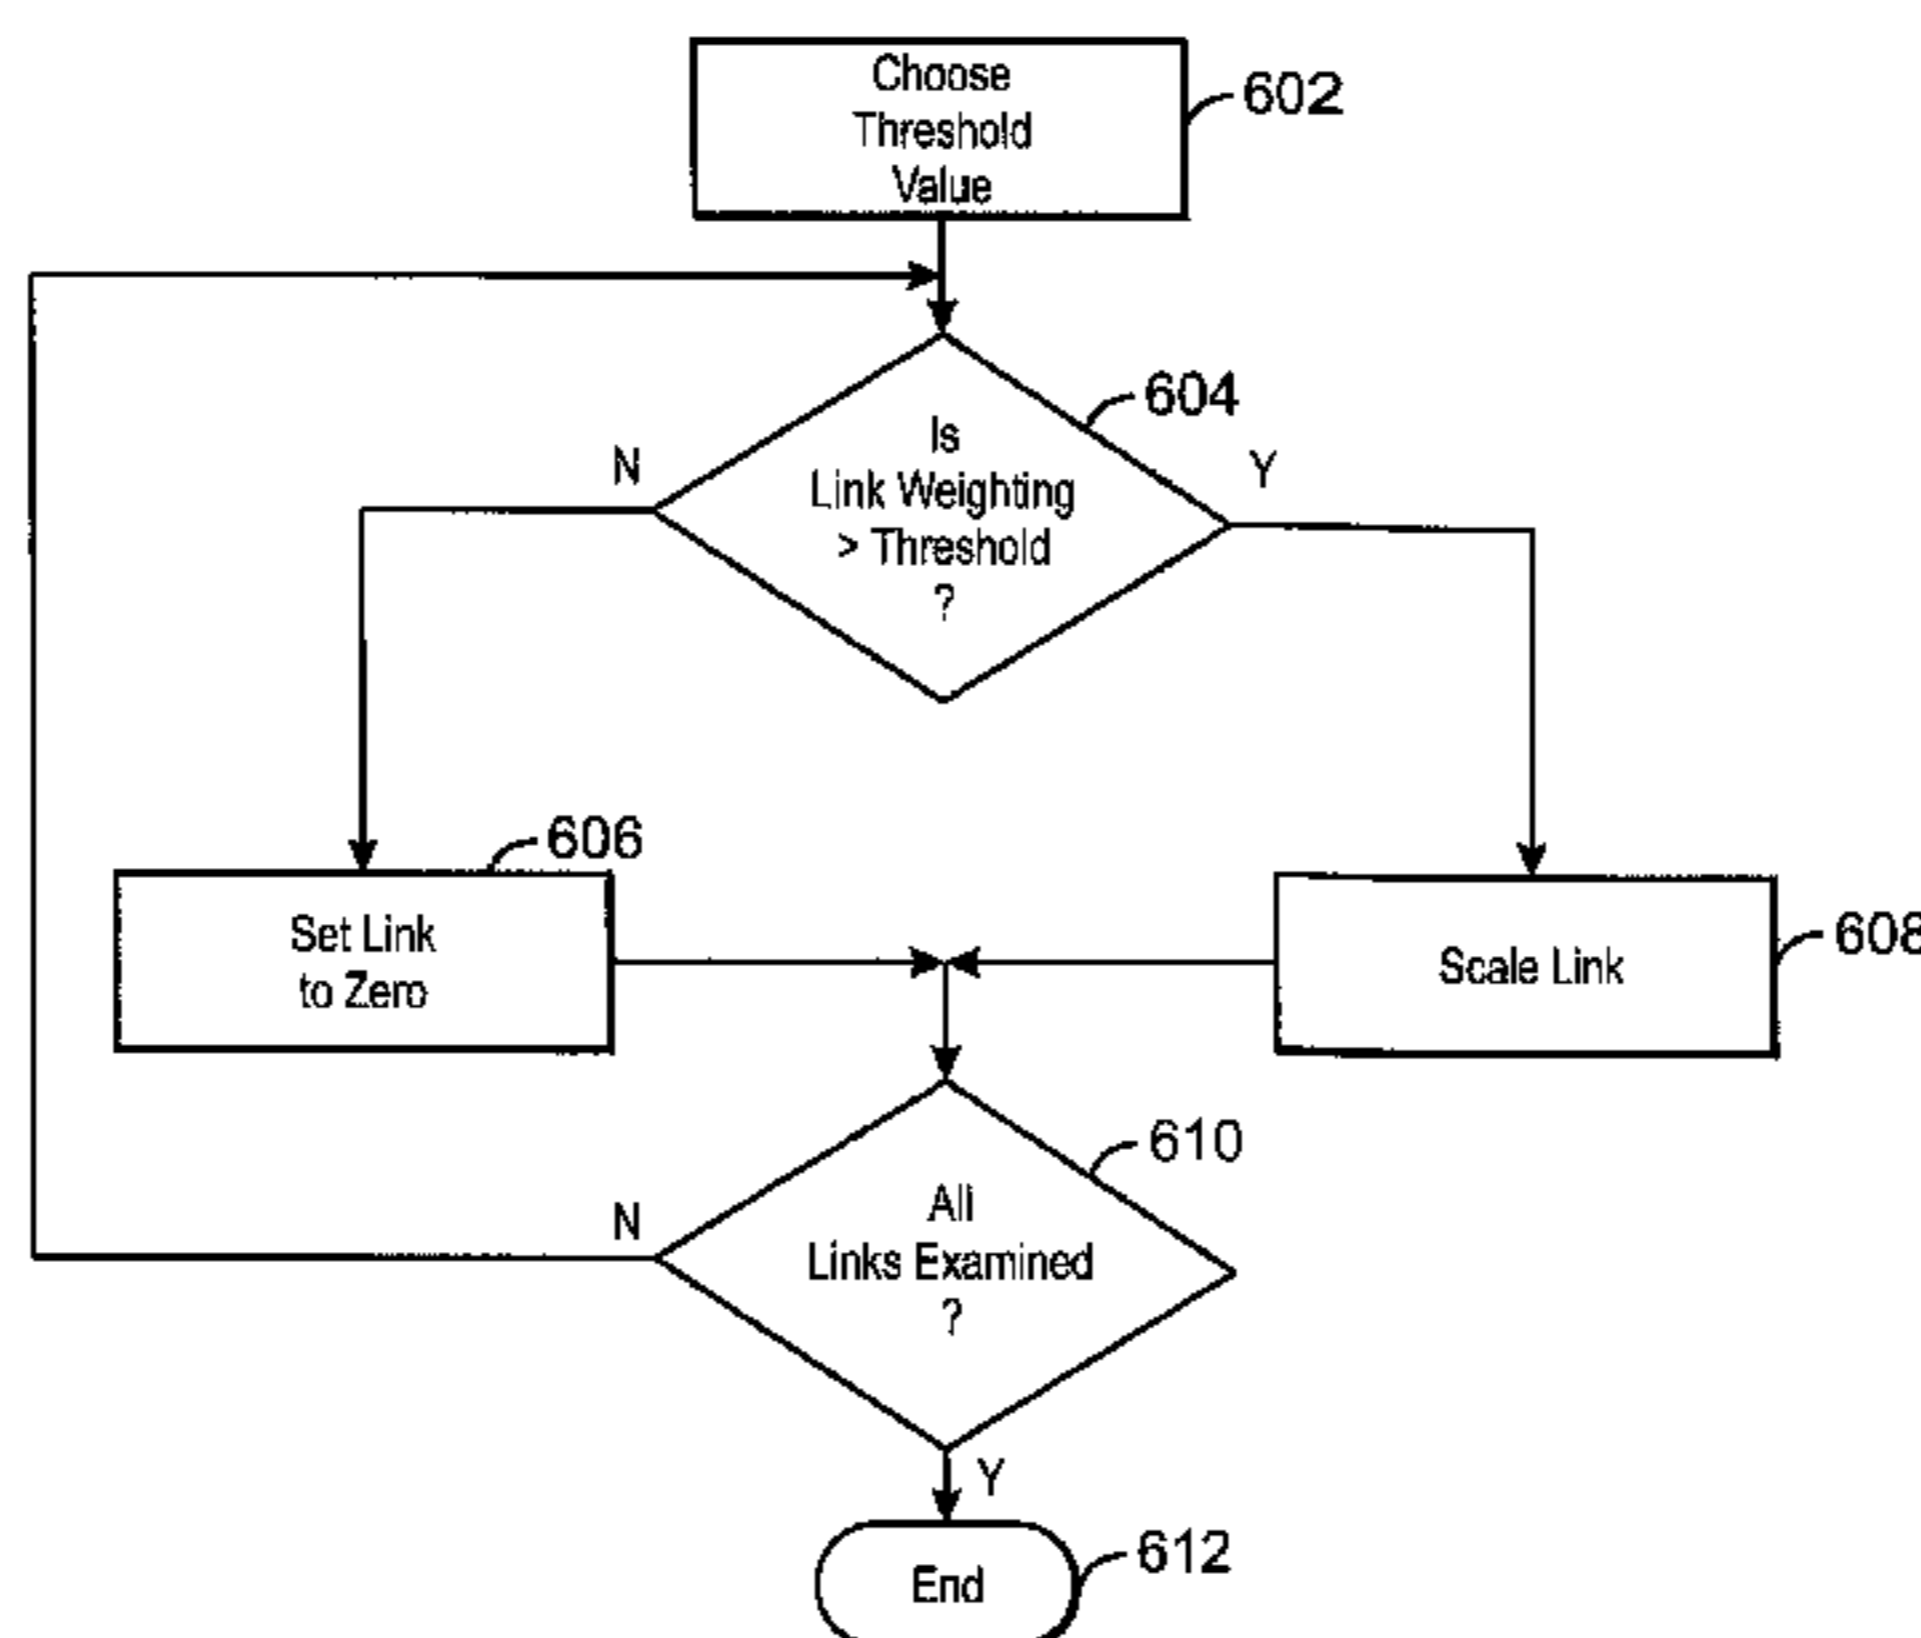 Choose
Threshold
Value
602
604
Is
Link Weighting
> Threshold
?
N
Y
606
Set Link
to Zero
608
Scale Link
610
All
Links Examined
?
N
Y
612
End